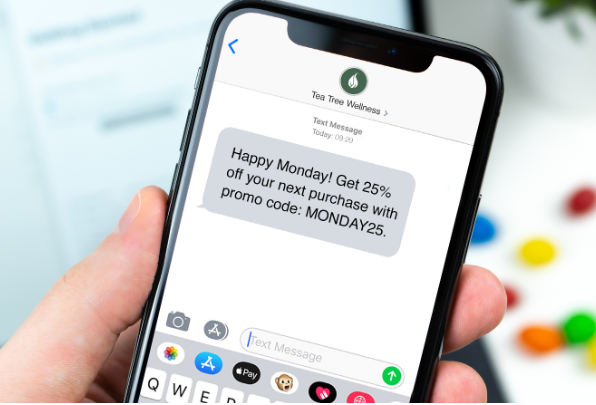 Tea Tree Wellness >
Text Message
Today: 09:29
Happy Monday! Get 25%
off your next purchase with
promo code: MONDAY25.
Text Message
Pay
Q W E R